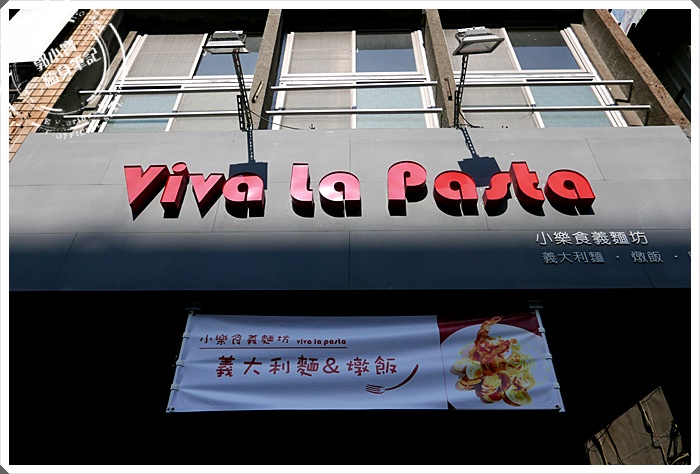 Viva La Pasta
小樂食義麵坊
義大利麵 · 燉飯 ·
小樂食義麵坊 viva la pasta
義大利麵&燉飯